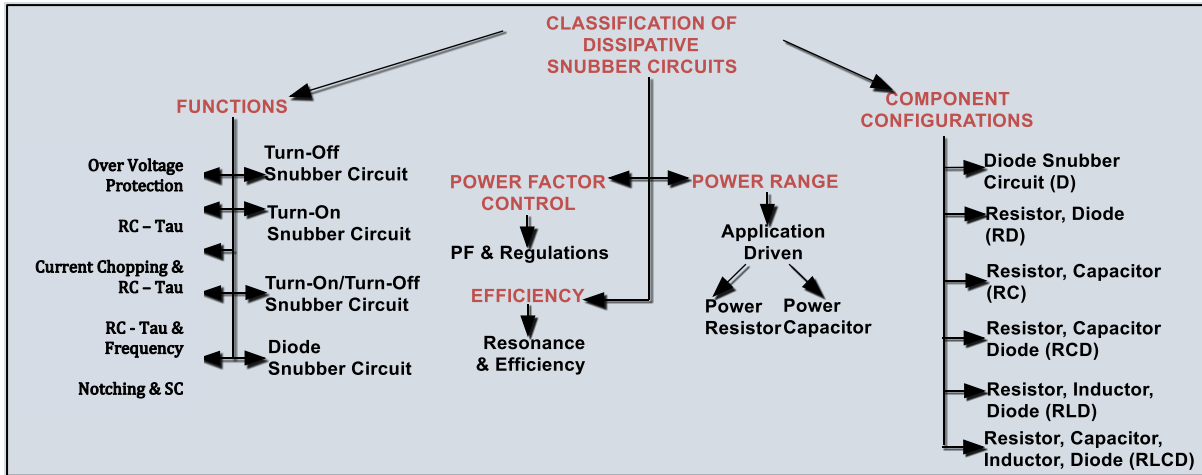 CLASSIFICATION OF
DISSIPATIVE
SNUBBER CIRCUITS
FUNCTIONS
Over Voltage
Protection
RC – Tau
Current Chopping &
RC – Tau
RC - Tau &
Frequency
Notching & SC
Turn-Off
Snubber Circuit
Turn-On
Snubber Circuit
Turn-On/Turn-Off
Snubber Circuit
Diode
Snubber Circuit
POWER FACTOR
CONTROL
PF & Regulations
EFFICIENCY
Resonance
& Efficiency
POWER RANGE
Application
Driven
Power
Resistor
Power
Capacitor
COMPONENT
CONFIGURATIONS
Diode Snubber
Circuit (D)
Resistor, Diode
(RD)
Resistor, Capacitor
(RC)
Resistor, Capacitor
Diode (RCD)
Resistor, Inductor,
Diode (RLD)
Resistor, Capacitor,
Inductor, Diode (RLCD)